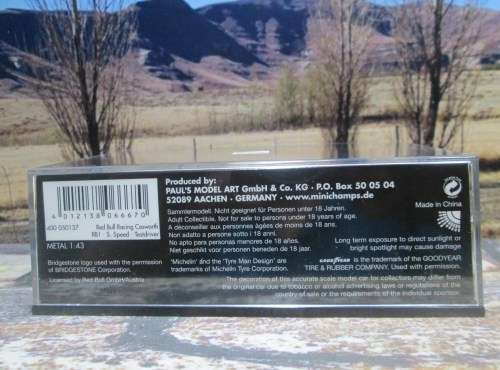 4 012138 066670
400 050137 Red Bull Racing Cosworth
RB1 S. Speed Teardriver
METAL 1:43
Bridgestone logo used with the permission
of BRIDGESTONE Corporation.
Licensed by Red Bull GmbH/Austria
Produced by:
PAUL'S MODEL ART GmbH & Co. KG · P.O. Box 50 05 04
52089 AACHEN · GERMANY · www.minichamps.de
Sammlermodell. Nicht geeignet für Personen unter 18 Jahren.
Adult Collectible. Not for sale to persons under 18 years of age.
A déconseiller aux personnes âgées de moins de 18 ans.
Non adatto a persone sotto i 18 anni.
No apto para personas menores de 18 años.
Niet geschikt voor personen beneden de 18 jaar.
"Michelin" and the "Tyre Man Design" are
trademarks of Michelin Tyre Corporation.
Made in China
Long term exposure to direct sunlight or
bright spotlight may cause damage
GOODYEAR is the trademark of the GOODYEAR
TIRE & RUBBER COMPANY. Used with permission.
The decoration of this accurate scale model car for collectors may differ from
the original car due to tobacco or alcohol advertising laws or regulations of the
country of sale or the requirements of the individual sponsor.